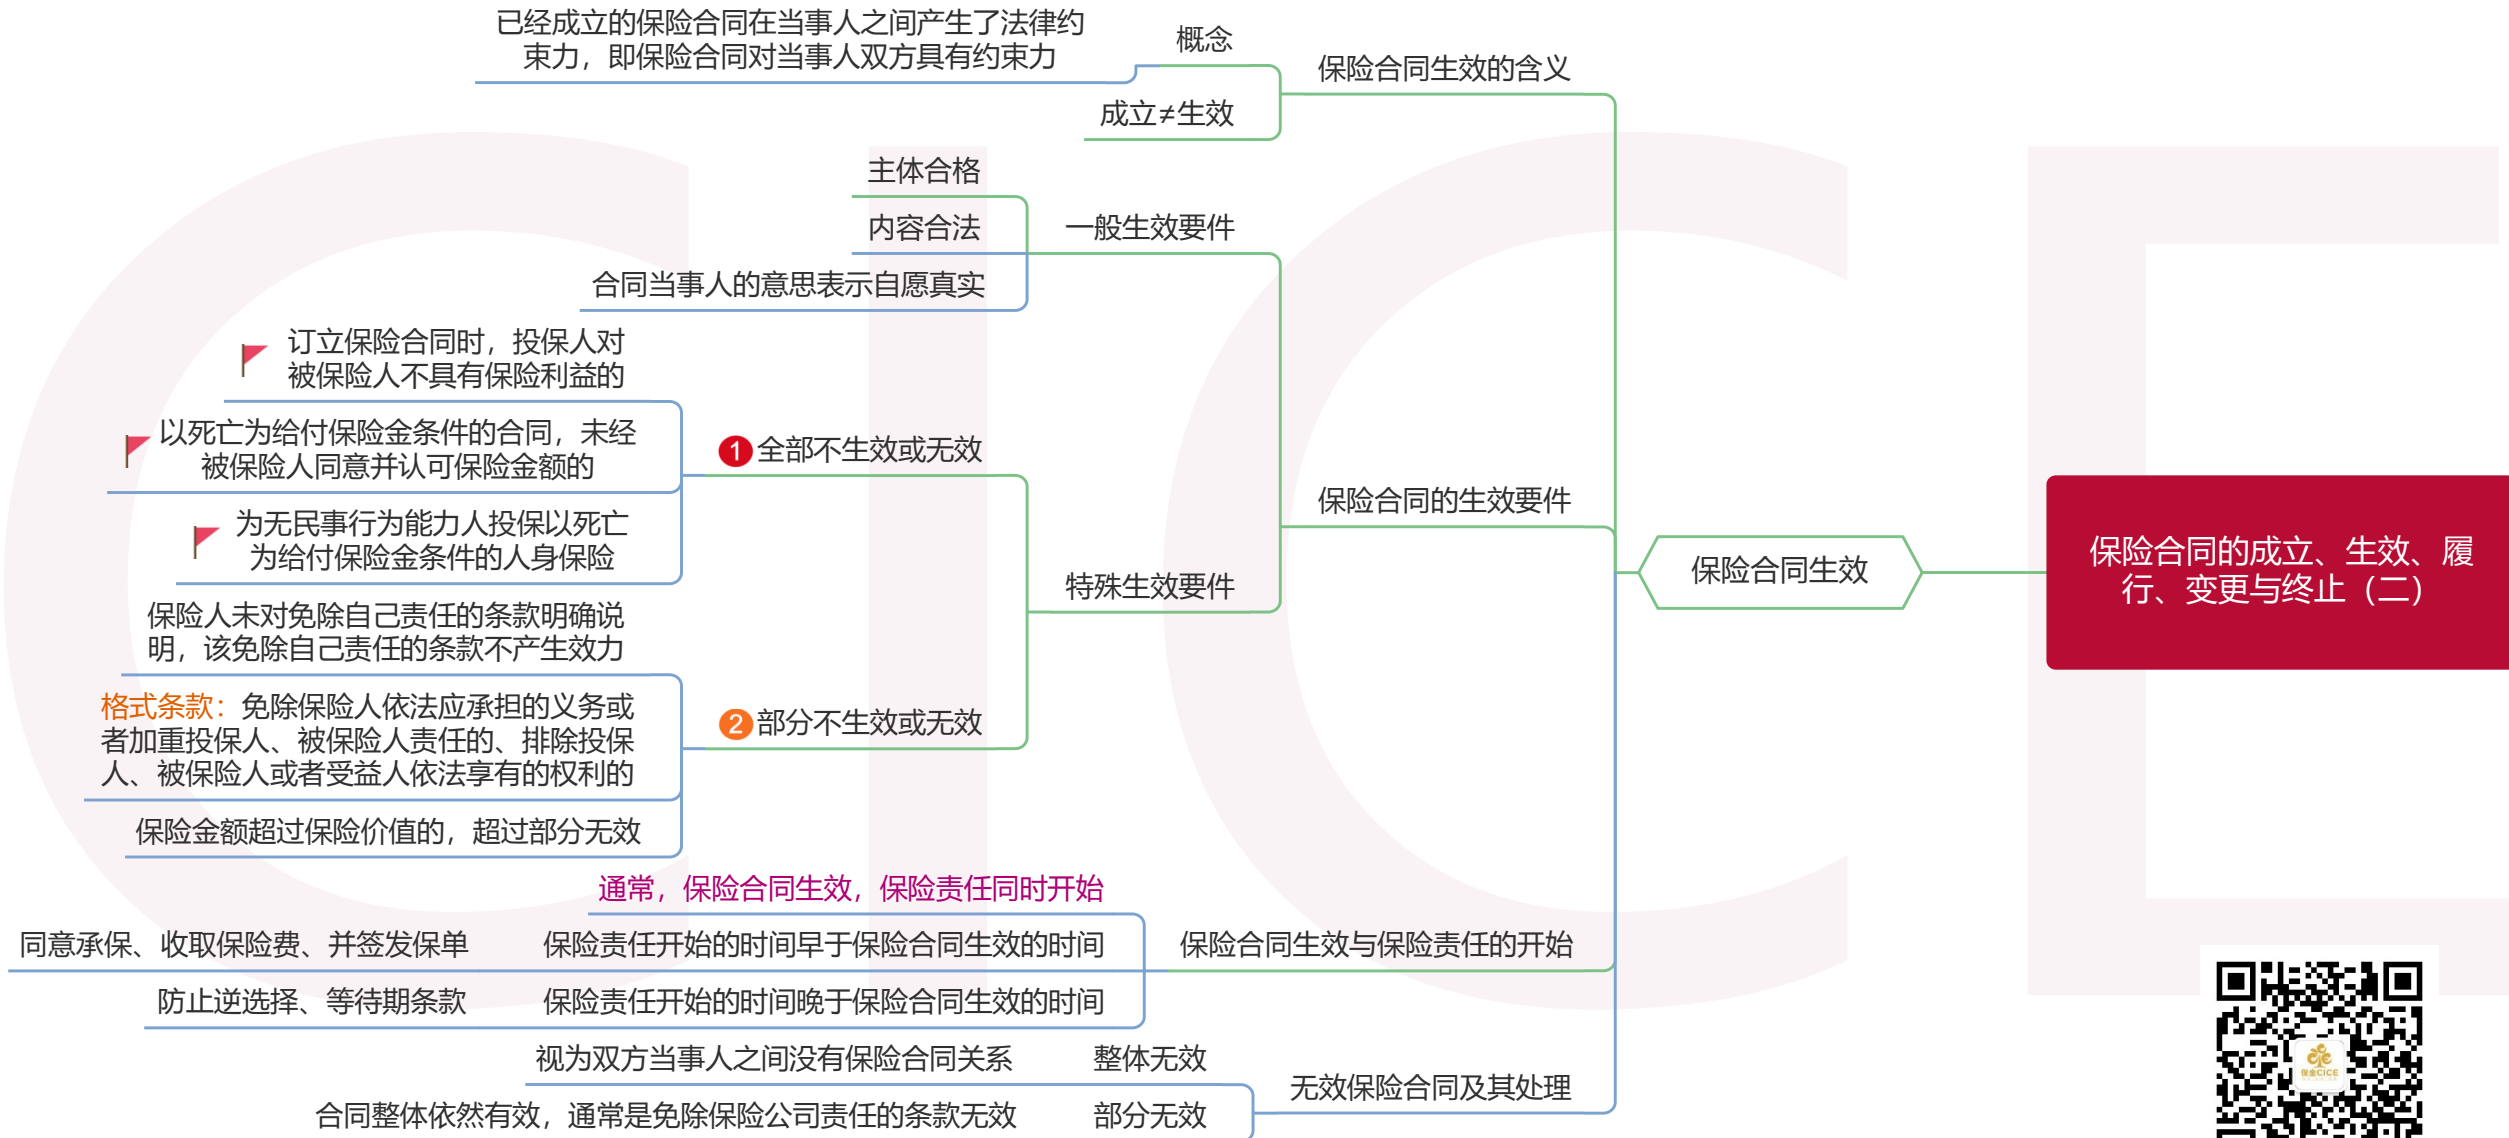 保险合同的成立、生效、履
行、变更与终止（二）
保险合同生效
保险合同生效的含义
概念
已经成立的保险合同在当事人之间产生了法律约
束力，即保险合同对当事人双方具有约束力
成立≠生效
保险合同的生效要件
一般生效要件
主体合格
内容合法
合同当事人的意思表示自愿真实
特殊生效要件
1 全部不生效或无效
订立保险合同时，投保人对
被保险人不具有保险利益的
以死亡为给付保险金条件的合同，未经
被保险人同意并认可保险金额的
为无民事行为能力人投保以死亡
为给付保险金条件的人身保险
2 部分不生效或无效
保险人未对免除自己责任的条款明确说
明，该免除自己责任的条款不产生效力
格式条款：免除保险人依法应承担的义务或
者加重投保人、被保险人责任的、排除投保
人、被保险人或者受益人依法享有的权利的
保险金额超过保险价值的，超过部分无效
保险合同生效与保险责任的开始
通常，保险合同生效，保险责任同时开始
保险责任开始的时间早于保险合同生效的时间
同意承保、收取保险费、并签发保单
保险责任开始的时间晚于保险合同生效的时间
防止逆选择、等待期条款
无效保险合同及其处理
整体无效
视为双方当事人之间没有保险合同关系
部分无效
合同整体依然有效，通常是免除保险公司责任的条款无效
CICE
保金CICE